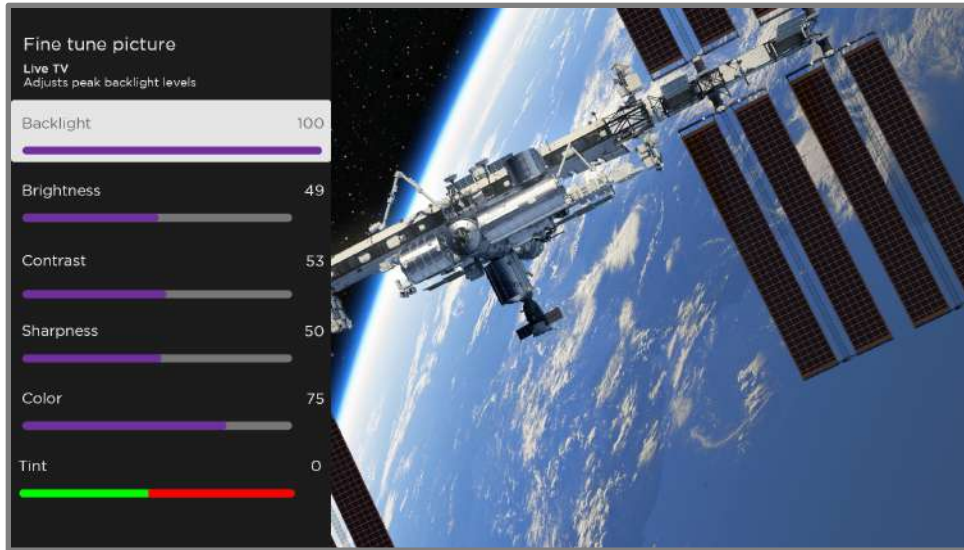 Fine tune picture
Live TV
Adjusts peak backlight levels
Backlight 100
Brightness 49
Contrast 53
Sharpness 50
Color 75
Tint 0